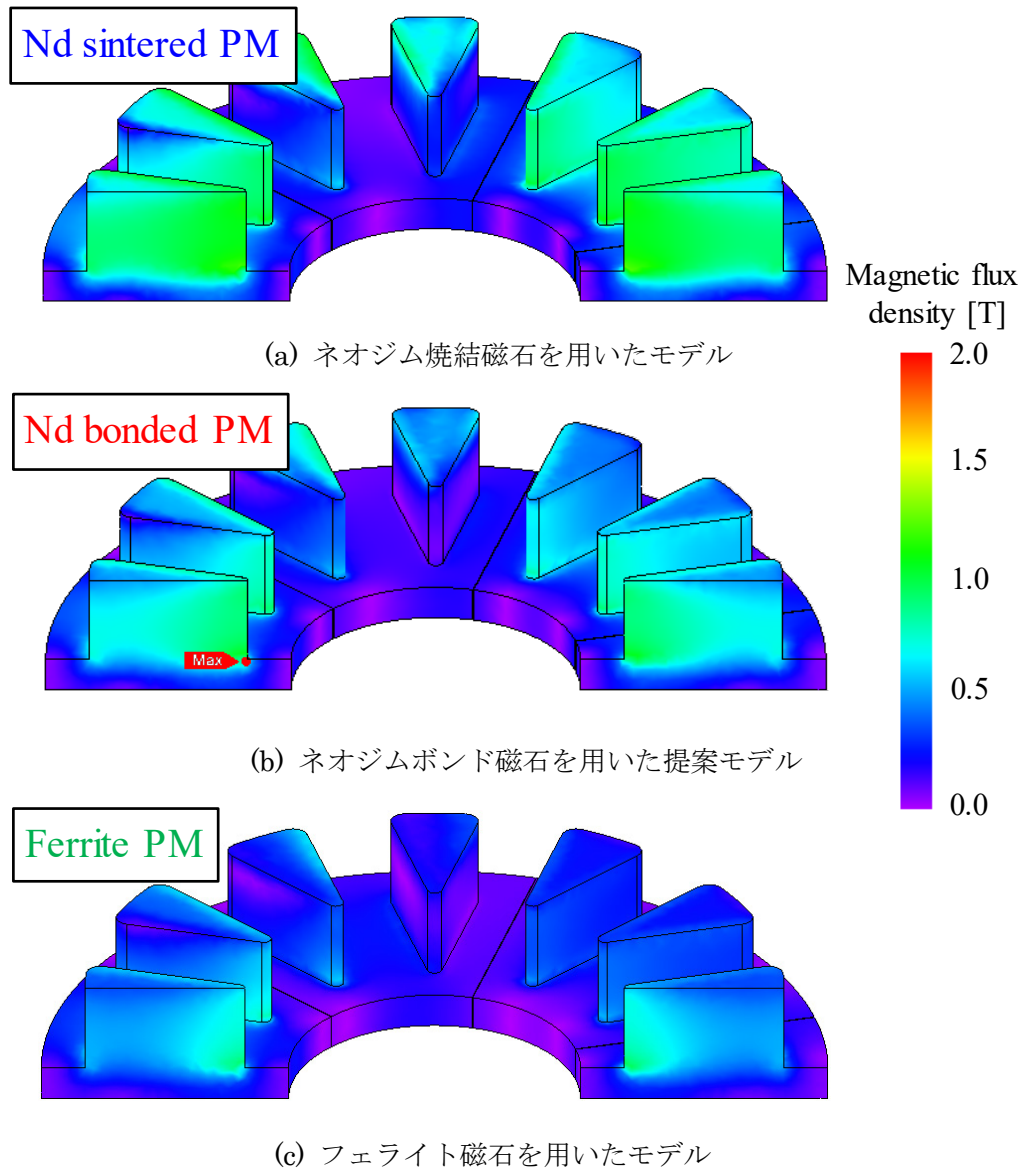 Nd sintered PM
(a) ネオジム焼結磁石を用いたモデル
Magnetic flux
density [T]
2.0
1.5
1.0
0.5
0.0
Nd bonded PM
Max
(b) ネオジムボンド磁石を用いた提案モデル
Ferrite PM
(c) フェライト磁石を用いたモデル